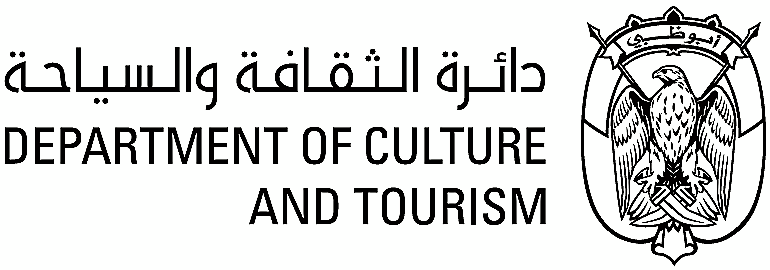 دائرة الثقافة والسياحة
DEPARTMENT OF CULTURE
AND TOURISM
أبوظبي